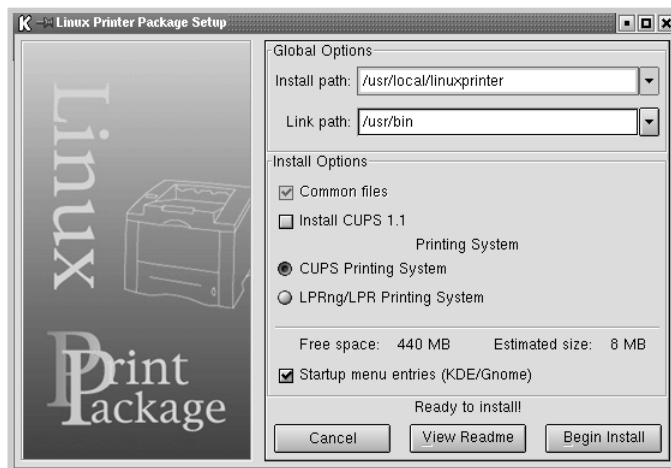 Linux Printer Package Setup
Linux
Print
Package
Global Options
Install path: /usr/local/linuxprinter
Link path: /usr/bin
Install Options
Common files
Install CUPS 1.1
Printing System
CUPS Printing System
LPRng/LPR Printing System
Free space: 440 MB Estimated size: 8 MB
Startup menu entries (KDE/Gnome)
Ready to install!
Cancel View Readme Begin Install